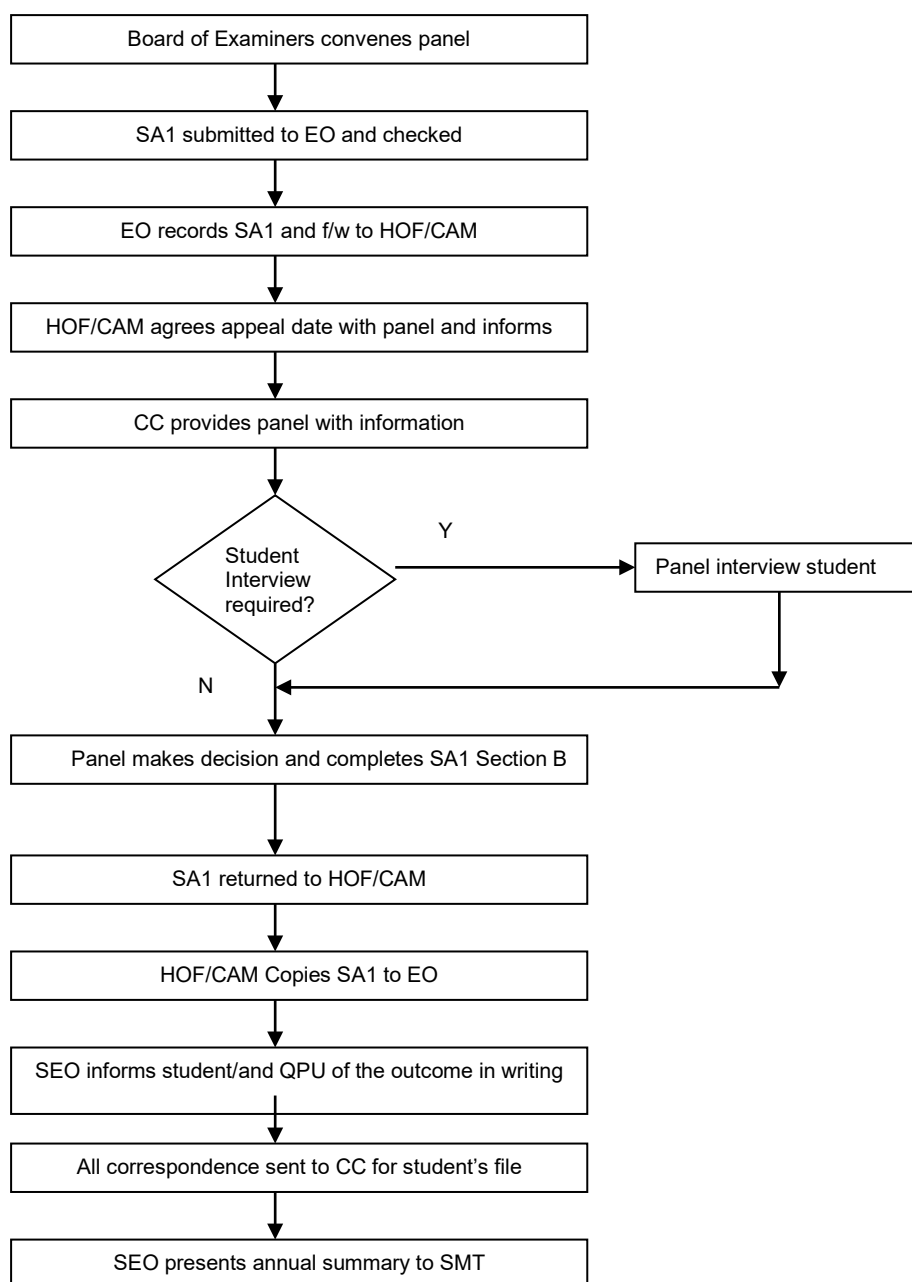 Board of Examiners convenes panel
SA1 submitted to EO and checked
EO records SA1 and f/w to HOF/CAM
HOF/CAM agrees appeal date with panel and informs
CC provides panel with information
Student
Interview
required?
Y
Panel interview student
N
Panel makes decision and completes SA1 Section B
SA1 returned to HOF/CAM
HOF/CAM Copies SA1 to EO
SEO informs student/and QPU of the outcome in writing
All correspondence sent to CC for student’s file
SEO presents annual summary to SMT